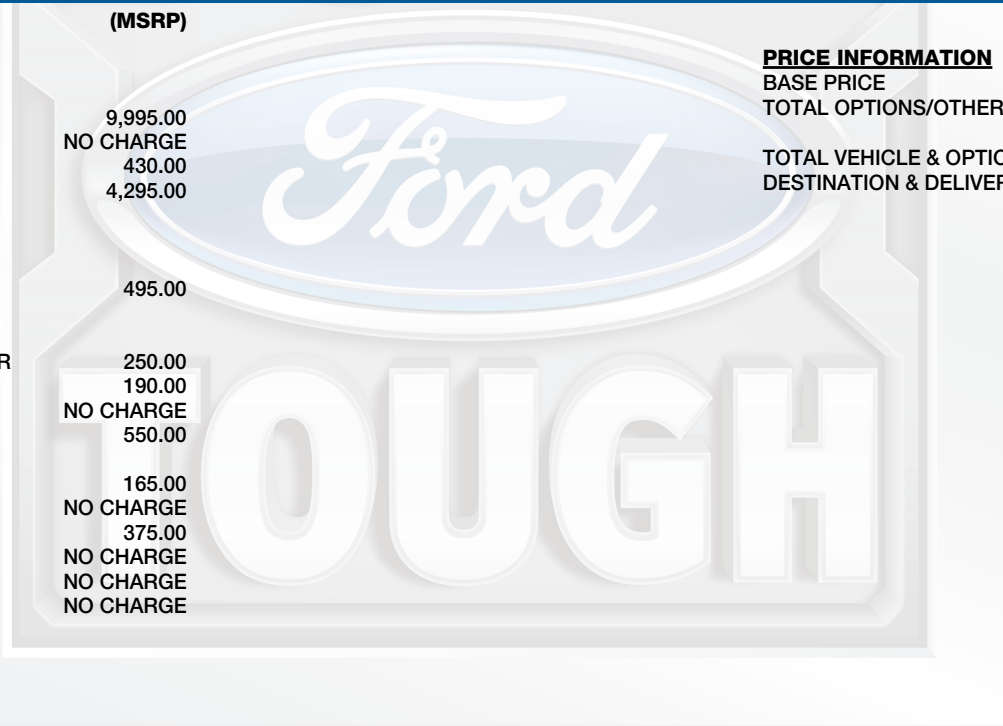 (MSRP)
9,995.00
NO CHARGE
430.00
4,295.00
495.00
R 250.00
190.00
NO CHARGE
550.00
165.00
NO CHARGE
375.00
NO CHARGE
NO CHARGE
NO CHARGE
PRICE INFORMATION
BASE PRICE
TOTAL OPTIONS/OTHER
TOTAL VEHICLE & OPTIO
DESTINATION & DELIVER
Ford
TOUGH